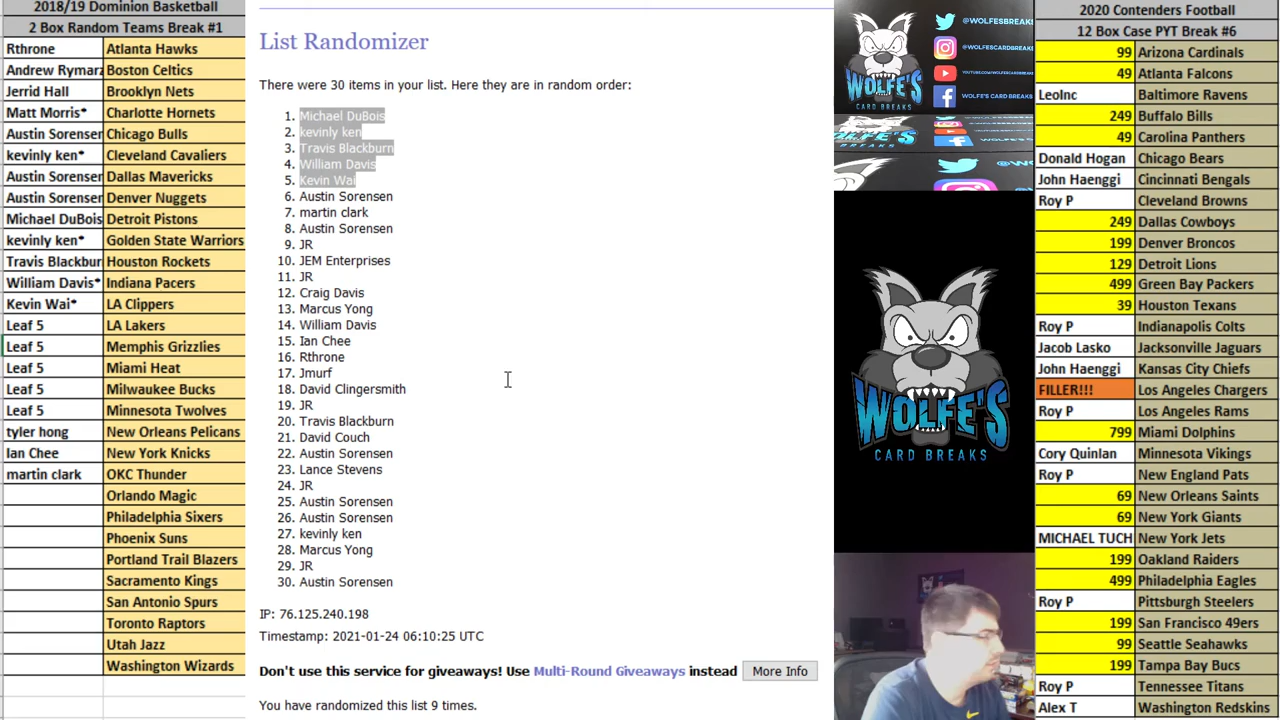 2018/19 Dominion Basketball
2 Box Random Teams Break #1
Rthrone Atlanta Hawks
Andrew Rymarz Boston Celtics
Jerrid Hall Brooklyn Nets
Matt Morris* Charlotte Hornets
Austin Sorensen Chicago Bulls
kevinly ken* Cleveland Cavaliers
Austin Sorensen Dallas Mavericks
Austin Sorensen Denver Nuggets
Michael DuBois Detroit Pistons
kevinly ken* Golden State Warriors
Travis Blackbur Houston Rockets
William Davis* Indiana Pacers
Kevin Wai* LA Clippers
Leaf 5 LA Lakers
Leaf 5 Memphis Grizzlies
Leaf 5 Miami Heat
Leaf 5 Milwaukee Bucks
Leaf 5 Minnesota Twolves
tyler hong New Orleans Pelicans
Ian Chee New York Knicks
martin clark OKC Thunder
Orlando Magic
Philadelphia Sixers
Phoenix Suns
Portland Trail Blazers
Sacramento Kings
San Antonio Spurs
Toronto Raptors
Utah Jazz
Washington Wizards
List Randomizer
There were 30 items in your list. Here they are in random order:
1. Michael DuBois
2. kevinly ken
3. Travis Blackburn
4. William Davis
5. Kevin Wai
6. Austin Sorensen
7. martin clark
8. Austin Sorensen
9. JR
10. JEM Enterprises
11. JR
12. Craig Davis
13. Marcus Yong
14. William Davis
15. Ian Chee
16. Rthrone
17. Jmurf
18. David Clingersmith
19. JR
20. Travis Blackburn
21. David Couch
22. Austin Sorensen
23. Lance Stevens
24. JR
25. Austin Sorensen
26. Austin Sorensen
27. kevinly ken
28. Marcus Yong
29. JR
30. Austin Sorensen
IP: 76.125.240.198
Timestamp: 2021-01-24 06:10:25 UTC
Don't use this service for giveaways! Use Multi-Round Giveaways instead More Info
You have randomized this list 9 times.
@WOLFESBREAKS
@WOLFESCARDBREAKS
YOUTUBE.COM/WOLFESCARDBREAKS
WOLFE'S CARD BREAKS
WOLFE'S
CARD BREAKS
CARD BREAKS
WOLFE'S
CARD BREAKS
2020 Contenders Football
12 Box Case PYT Break #6
99 Arizona Cardinals
49 Atlanta Falcons
LeoInc Baltimore Ravens
249 Buffalo Bills
49 Carolina Panthers
Donald Hogan Chicago Bears
John Haenggi Cincinnati Bengals
Roy P Cleveland Browns
249 Dallas Cowboys
199 Denver Broncos
129 Detroit Lions
499 Green Bay Packers
39 Houston Texans
Roy P Indianapolis Colts
Jacob Lasko Jacksonville Jaguars
John Haenggi Kansas City Chiefs
FILLER!!! Los Angeles Chargers
Roy P Los Angeles Rams
799 Miami Dolphins
Cory Quinlan Minnesota Vikings
Roy P New England Pats
69 New Orleans Saints
69 New York Giants
MICHAEL TUCH New York Jets
199 Oakland Raiders
499 Philadelphia Eagles
Roy P Pittsburgh Steelers
199 San Francisco 49ers
99 Seattle Seahawks
199 Tampa Bay Bucs
Roy P Tennessee Titans
Alex T Washington Redskins